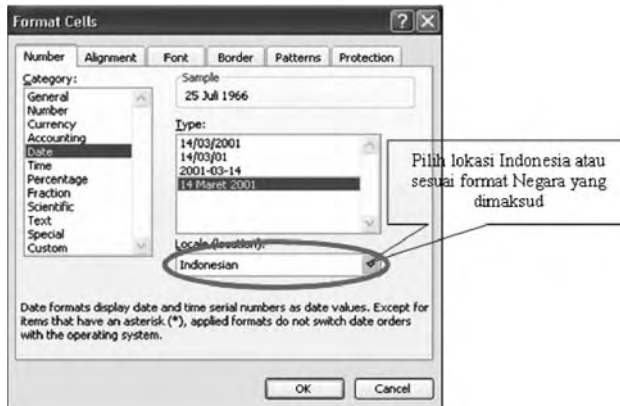 Format Cells
Number Alignment Font Border Patterns Protection
Category:
General
Number
Currency
Accounting
Date
Time
Percentage
Fraction
Scientific
Text
Special
Custom
Sample
25 Juli 1966
Type:
14/03/2001
14/03/01
2001-03-14
14 Maret 2001
Locale (location):
Indonesian
Pilih lokasi Indonesia atau
sesuai format Negara yang
dimaksud
Date formats display date and time serial numbers as date values. Except for
items that have an asterisk (*), applied formats do not switch date orders
with the operating system.
OK Cancel